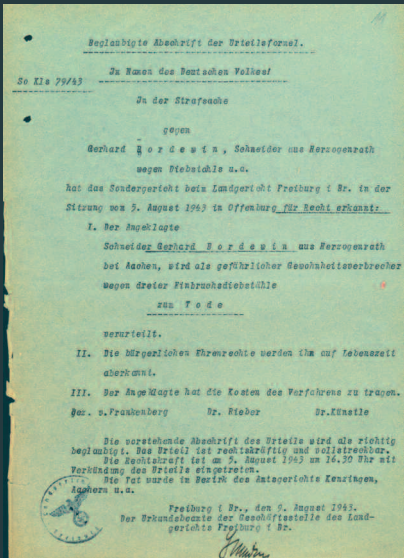 11
Beglaubigte Abschrift der Urteilsformel.
Im Namen des Deutschen Volkes!
So Kls 79/43
In der Strafsache
gegen
Gerhard B o r d e w i n , Schneider aus Herzogenrath
wegen Diebstahls u.a.
hat das Sondergericht beim Landgericht Freiburg i Br. in der
Sitzung vom 5. August 1943 in Offenburg für Recht erkannt:
I. Der Angeklagte
Schneider Gerhard B o r d e w i n aus Herzogenrath
bei Aachen, wird als gefährlicher Gewohnheitsverbrecher
wegen dreier Einbruchsdiebstähle
zum T o d e
verurteilt.
II. Die bürgerlichen Ehrenrechte werden ihm auf Lebenszeit
aberkannt.
III. Der Angeklagte hat die Kosten des Verfahrens zu tragen.
gez. v.Frankenberg Dr. Rieber Dr.Künstle
Die vorstehende Abschrift des Urteils wird als richtig
beglaubigt. Das Urteil ist rechtskräftig und vollstreckbar.
Die Rechtskraft ist am 5. August 1943 um 16.30 Uhr mit
Verkündung des Urteils eingetreten.
Die Tat wurde im Bezirk des Amtsgerichts Kenzingen,
Aachern u.a.
Freiburg i Br., den 9. August 1943.
Der Urkundsbeamte der Geschäftsstelle des Land-
gerichts Freiburg i Br.